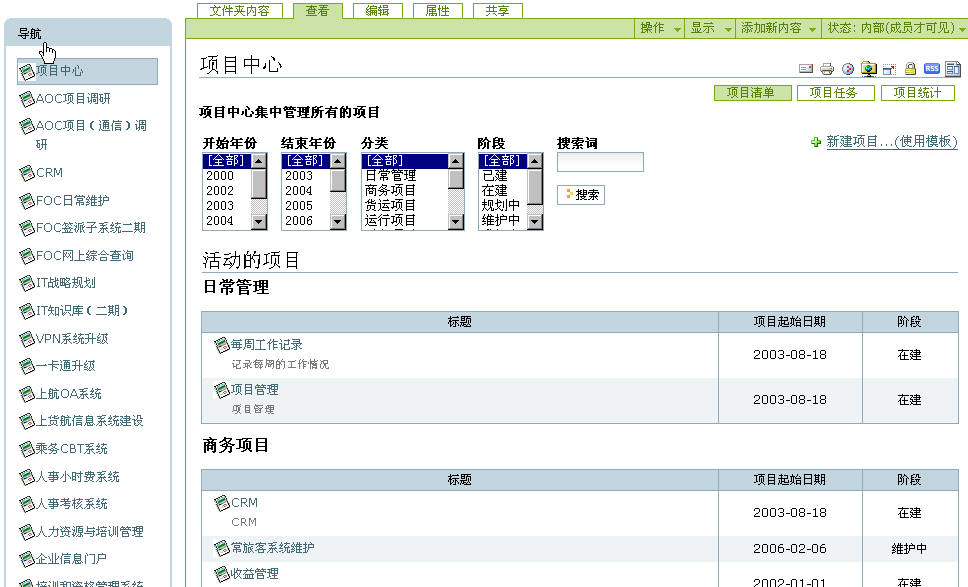 文件夹内容 查看 编辑 属性 共享
操作 显示 添加新内容 状态: 内部(成员才可见)
导航
项目中心
AOC项目调研
AOC项目（通信）调
研
CRM
FOC日常维护
FOC签派子系统二期
FOC网上综合查询
IT战略规划
IT知识库（二期）
VPN系统升级
一卡通升级
上航OA系统
上货航信息系统建设
乘务CBT系统
人事小时费系统
人事考核系统
人力资源与培训管理
企业信息门户
培训和资格管理系统
项目中心
RSS
项目清单 项目任务 项目统计
项目中心集中管理所有的项目
新建项目...(使用模板)
开始年份 结束年份 分类 阶段 搜索词
[全部] [全部] [全部] [全部]
2000 2003 日常管理 已建
2002 2004 商务项目 在建
2003 2005 货运项目 规划中
2004 2006 运行项目 维护中
搜索
活动的项目
日常管理
标题 项目起始日期 阶段
每周工作记录 2003-08-18 在建
记录每周的工作情况
项目管理 2003-08-18 在建
项目管理
商务项目
标题 项目起始日期 阶段
CRM 2003-08-18 在建
CRM
常旅客系统维护 2006-02-06 维护中
收益管理 2002-01-01 在建